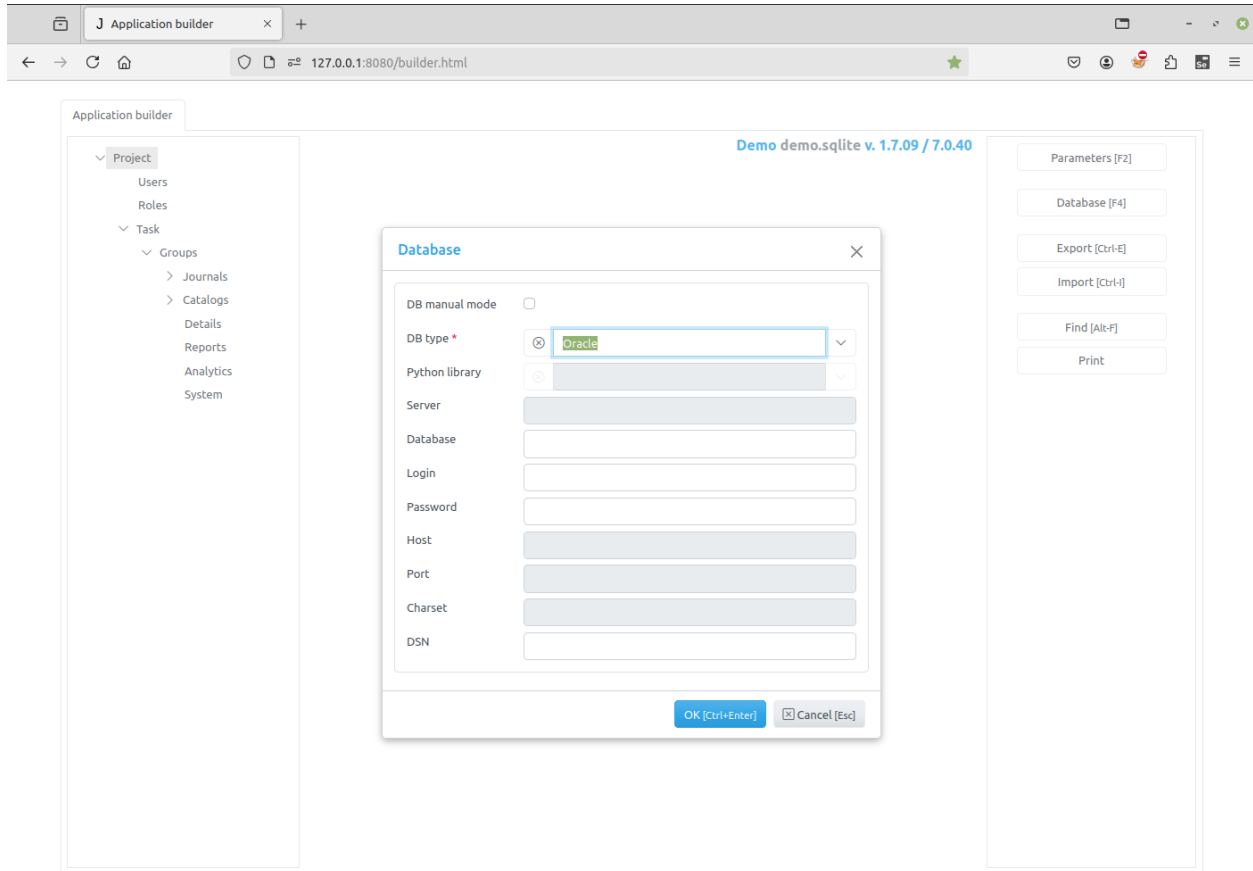 J Application builder
127.0.0.1:8080/builder.html
Application builder
Project
Users
Roles
Task
Groups
Journals
Catalogs
Details
Reports
Analytics
System
Demo demo.sqlite v. 1.7.09 / 7.0.40
Database
DB manual mode
DB type *
Oracle
Python library
Server
Database
Login
Password
Host
Port
Charset
DSN
OK [Ctrl+Enter]
Cancel [Esc]
Parameters [F2]
Database [F4]
Export [Ctrl-E]
Import [Ctrl-I]
Find [Alt-F]
Print
Se